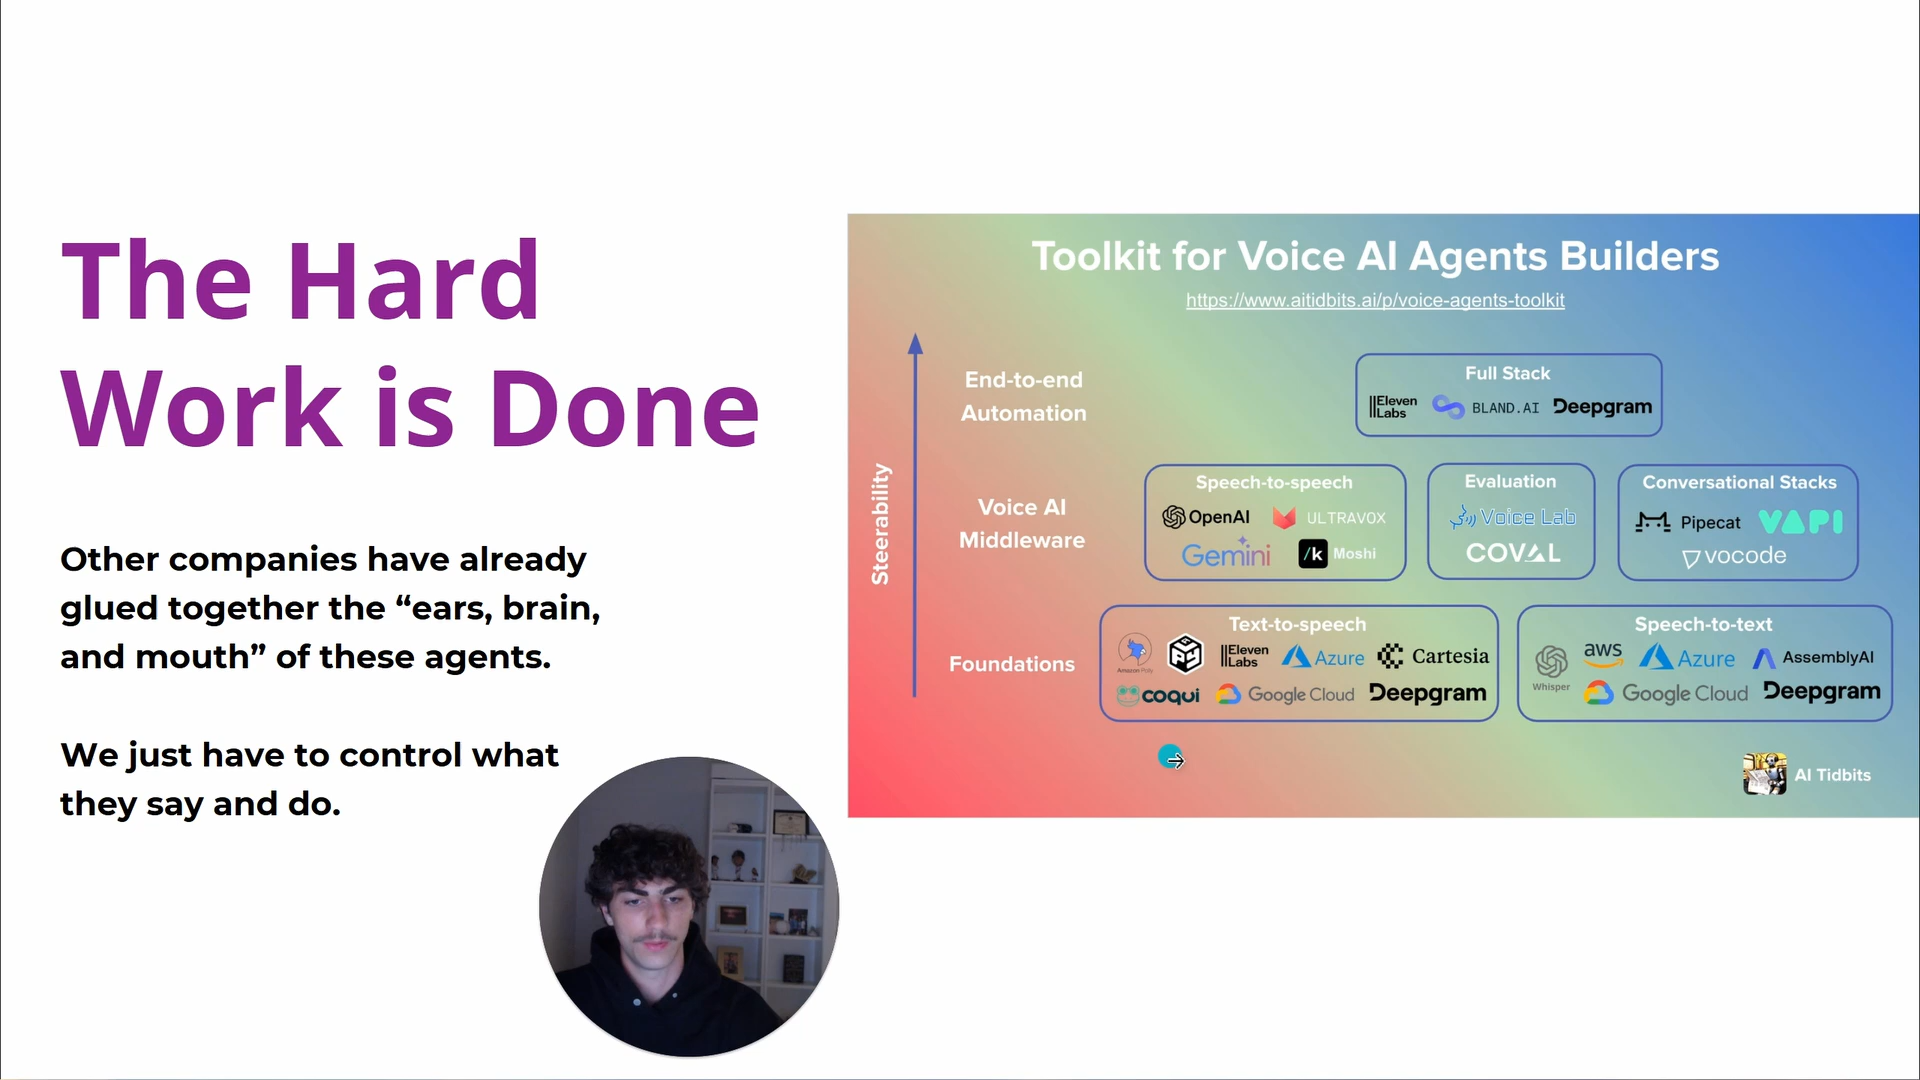 The Hard
Work is Done
Other companies have already
glued together the “ears, brain,
and mouth” of these agents.
We just have to control what
they say and do.
Toolkit for Voice AI Agents Builders
https://www.aitidbits.ai/p/voice-agents-toolkit
Steerability
End-to-end
Automation
Full Stack
||Eleven
Labs
BLAND.AI
Deepgram
Voice AI
Middleware
Speech-to-speech
OpenAI
ULTRAVOX
Gemini
/k Moshi
Evaluation
Voice Lab
COVAL
Conversational Stacks
Pipecat
VAPI
vocode
Foundations
Text-to-speech
Amazon Polly
||Eleven
Labs
Azure
Cartesia
coqui
Google Cloud
Deepgram
Speech-to-text
Whisper
aws
Azure
AssemblyAI
Google Cloud
Deepgram
AI Tidbits